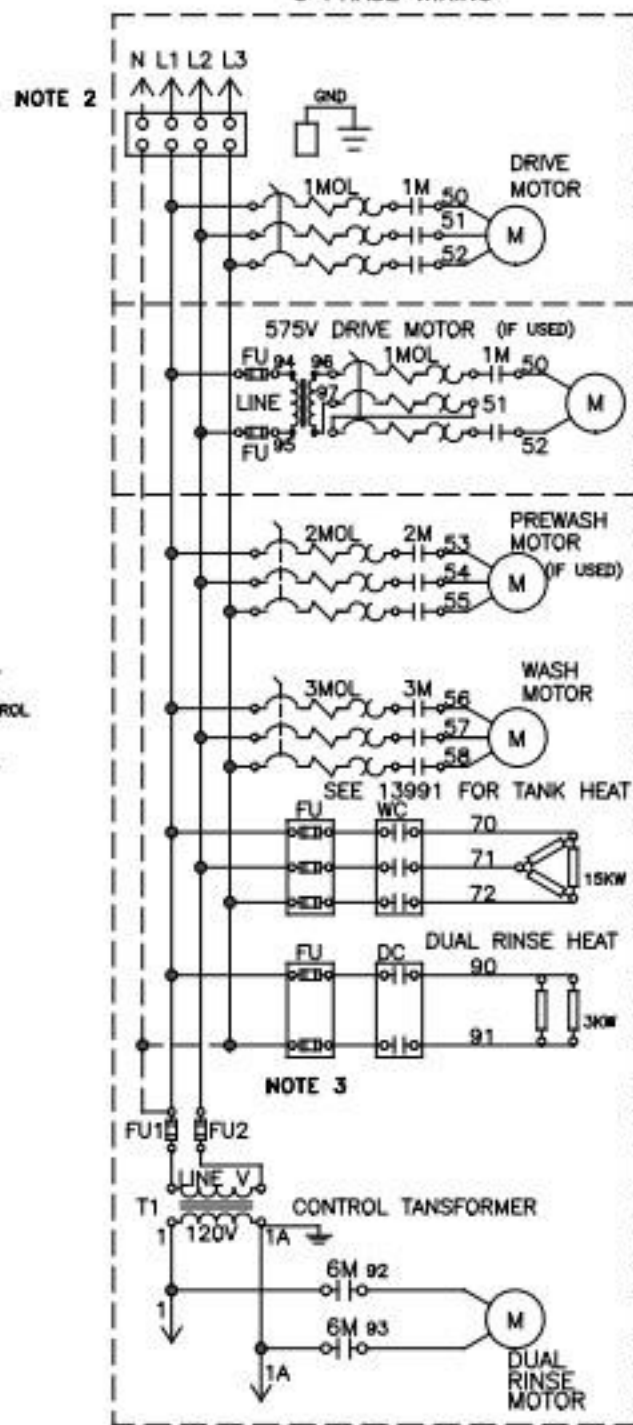 N L1 L2 L3
NOTE 2
GND
DRIVE
MOTOR
1MOL 1M 50
51
52
M
575V DRIVE MOTOR (IF USED)
FU 94 96 1MOL 1M 50
LINE 97 51
M
FU 95 52
PREWASH
MOTOR
(IF USED)
2MOL 2M 53
54
55
M
WASH
MOTOR
3MOL 3M 56
57
58
M
SEE 13991 FOR TANK HEAT
FU WC 70
71
72
15KW
DUAL RINSE HEAT
FU DC 90
91
3KW
NOTE 3
FU1 FU2
LINE V
T1 CONTROL TANSFORMER
1 120V 1A
6M 92
1
6M 93
1A
M
DUAL
RINSE
MOTOR